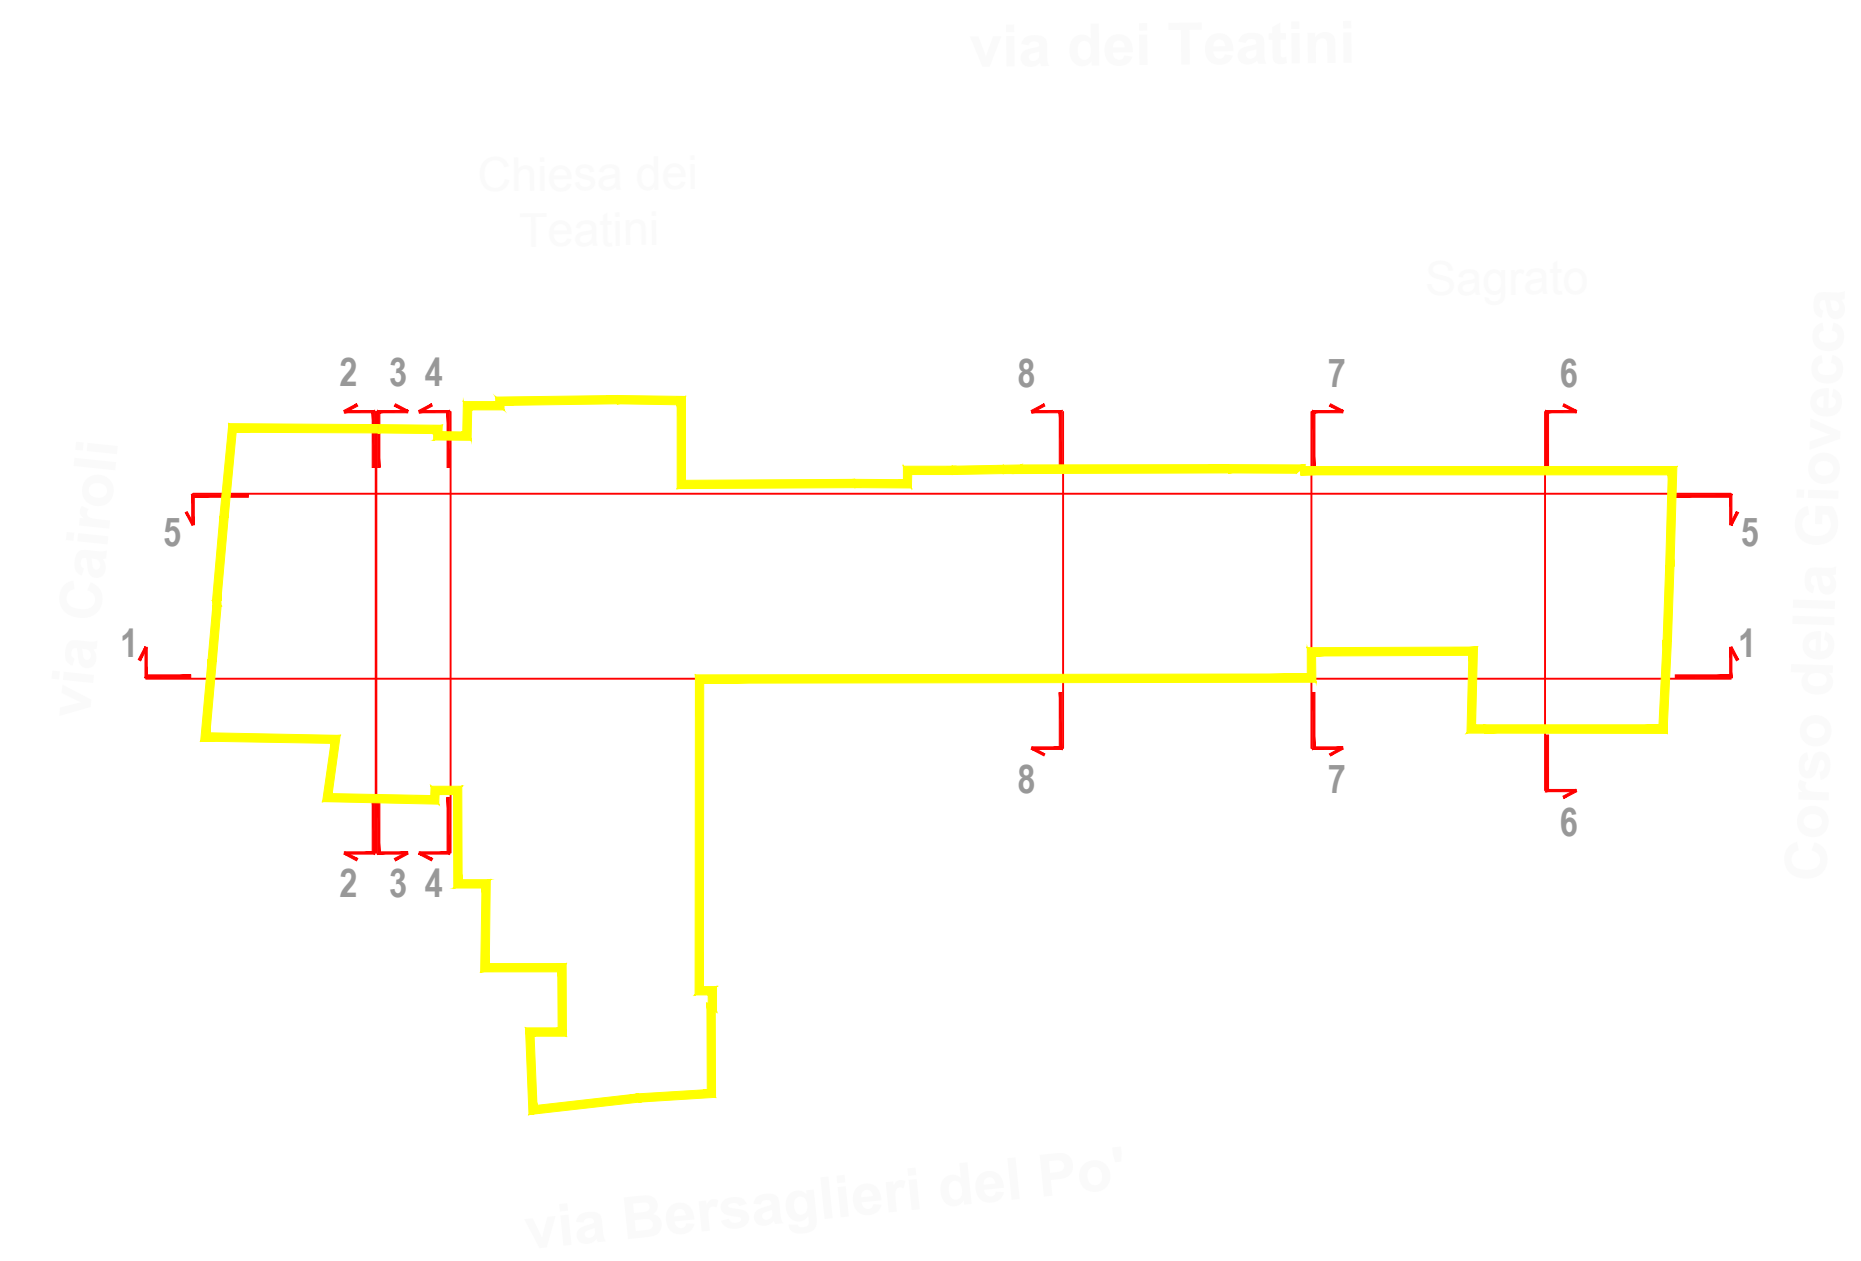 via dei Teatini
Chiesa dei
Teatini
Sagrato
Corso della Giovecca
via Cairoli
2 3 4 8 7 6
5 5
1 1
8 7
6
2 3 4
via Bersaglieri del Po'